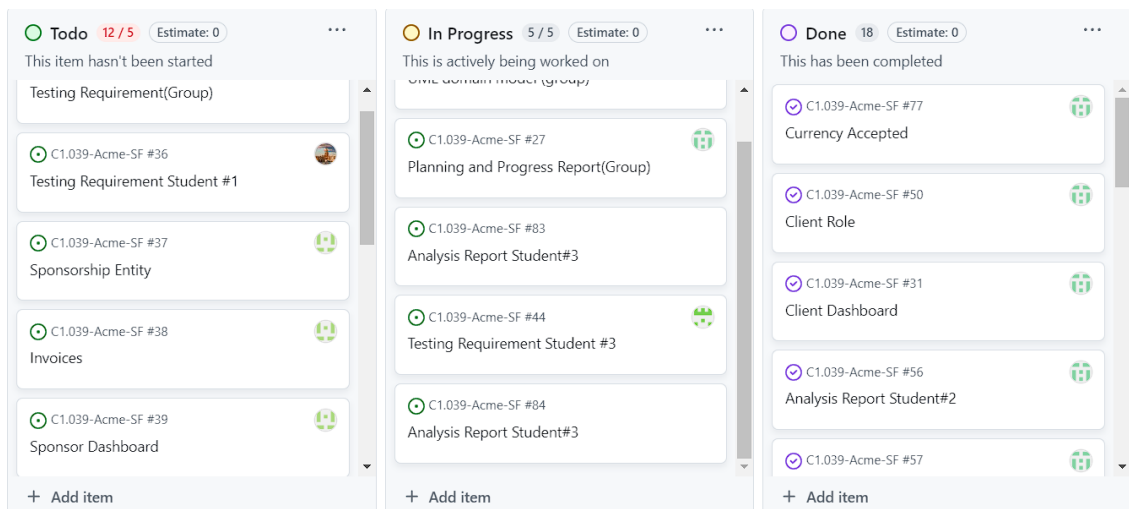 Todo 12 / 5 Estimate: 0 ...
This item hasn't been started
Testing Requirement(Group)
C1.039-Acme-SF #36
Testing Requirement Student #1
C1.039-Acme-SF #37
Sponsorship Entity
C1.039-Acme-SF #38
Invoices
C1.039-Acme-SF #39
Sponsor Dashboard
+ Add item
In Progress 5 / 5 Estimate: 0 ...
This is actively being worked on
UML domain model (group)
C1.039-Acme-SF #27
Planning and Progress Report(Group)
C1.039-Acme-SF #83
Analysis Report Student#3
C1.039-Acme-SF #44
Testing Requirement Student #3
C1.039-Acme-SF #84
Analysis Report Student#3
+ Add item
Done 18 Estimate: 0 ...
This has been completed
C1.039-Acme-SF #77
Currency Accepted
C1.039-Acme-SF #50
Client Role
C1.039-Acme-SF #31
Client Dashboard
C1.039-Acme-SF #56
Analysis Report Student#2
C1.039-Acme-SF #57
+ Add item